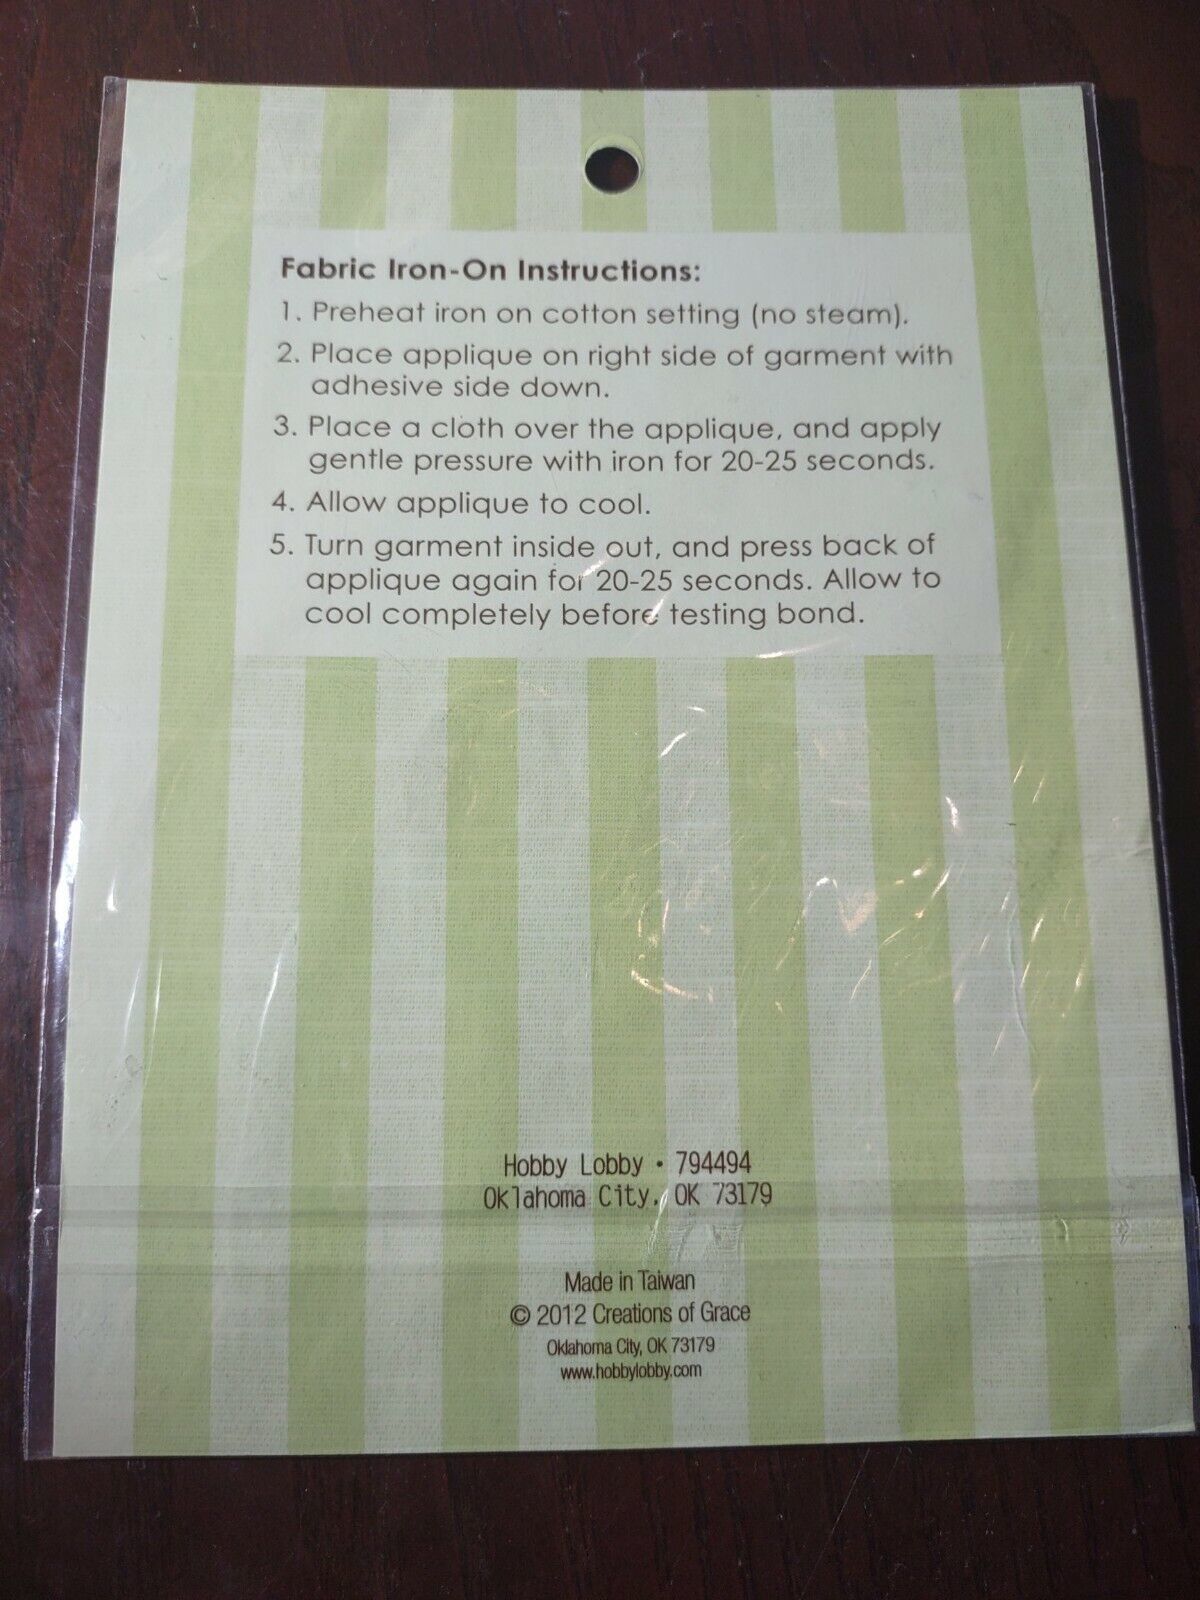 Fabric Iron-On Instructions:
1. Preheat iron on cotton setting (no steam).
2. Place applique on right side of garment with
adhesive side down.
3. Place a cloth over the applique, and apply
gentle pressure with iron for 20-25 seconds.
4. Allow applique to cool.
5. Turn garment inside out, and press back of
applique again for 20-25 seconds. Allow to
cool completely before testing bond.
Hobby Lobby • 794494
Oklahoma City, OK 73179
Made in Taiwan
© 2012 Creations of Grace
Oklahoma City, OK 73179
www.hobbylobby.com